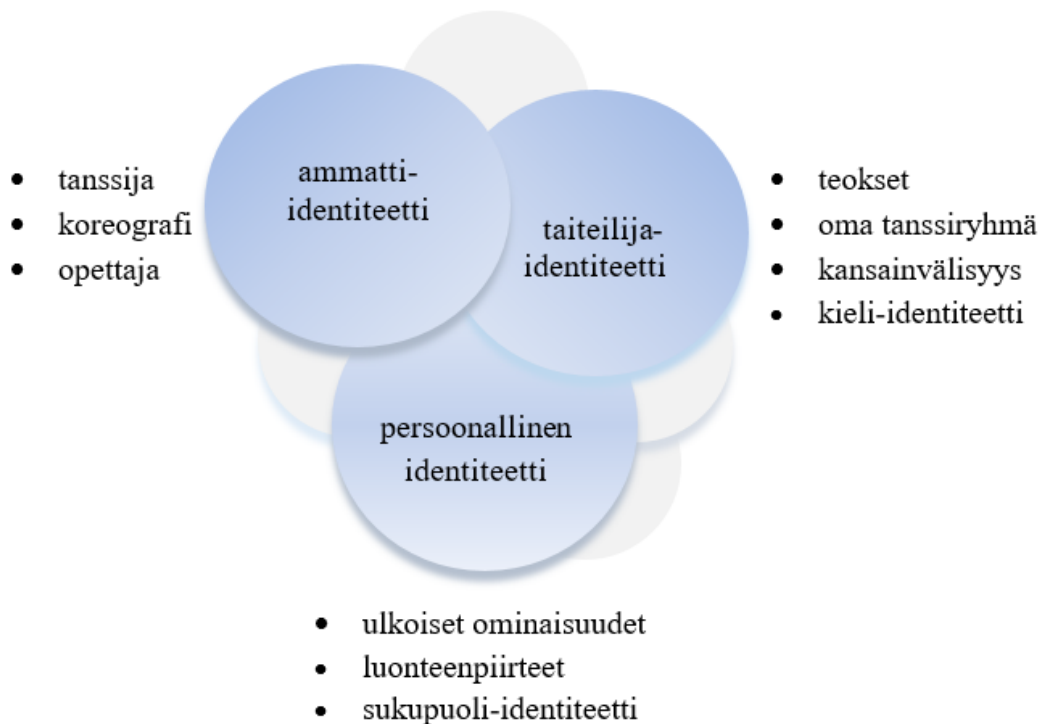 ammatti-
identiteetti
• tanssija
• koreografi
• opettaja
taiteilija-
identiteetti
• teokset
• oma tanssiryhmä
• kansainvälisyys
• kieli-identiteetti
persoonallinen
identiteetti
• ulkoiset ominaisuudet
• luonteenpiirteet
• sukupuoli-identiteetti